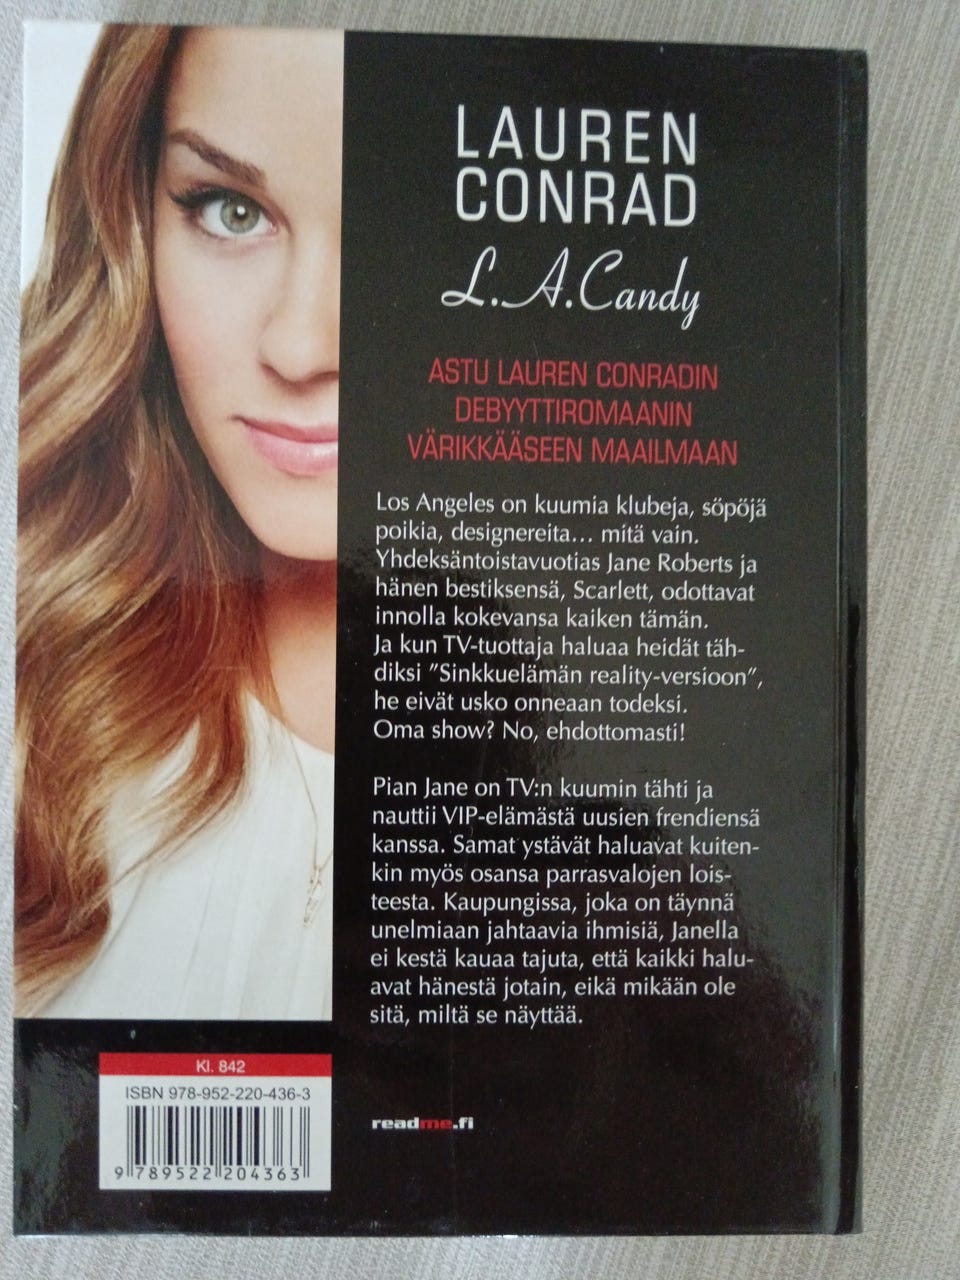 LAUREN
CONRAD
L.A. Candy
ASTU LAUREN CONRADIN
DEBYYTTIROMAANIN
VÄRIKKÄÄSEEN MAAILMAAN
Los Angeles on kuumia klubeja, söpöjä
poikia, designereita... mitä vain.
Yhdeksäntoistavuotias Jane Roberts ja
hänen bestiksensä, Scarlett, odottavat
innolla kokevansa kaiken tämän.
Ja kun TV-tuottaja haluaa heidät täh-
diksi ”Sinkkuelämän reality-versioon”,
he eivät usko onneaan todeksi.
Oma show? No, ehdottomasti!
Pian Jane on TV:n kuumin tähti ja
nauttii VIP-elämästä uusien frendiensä
kanssa. Samat ystävät haluavat kuiten-
kin myös osansa parrasvalojen lois-
teesta. Kaupungissa, joka on täynnä
unelmiaan jahtaavia ihmisiä, Janella
ei kestä kauaa tajuta, että kaikki halu-
avat hänestä jotain, eikä mikään ole
sitä, miltä se näyttää.
Kl. 842
ISBN 978-952-220-436-3
9 789522 204363
readme.fi